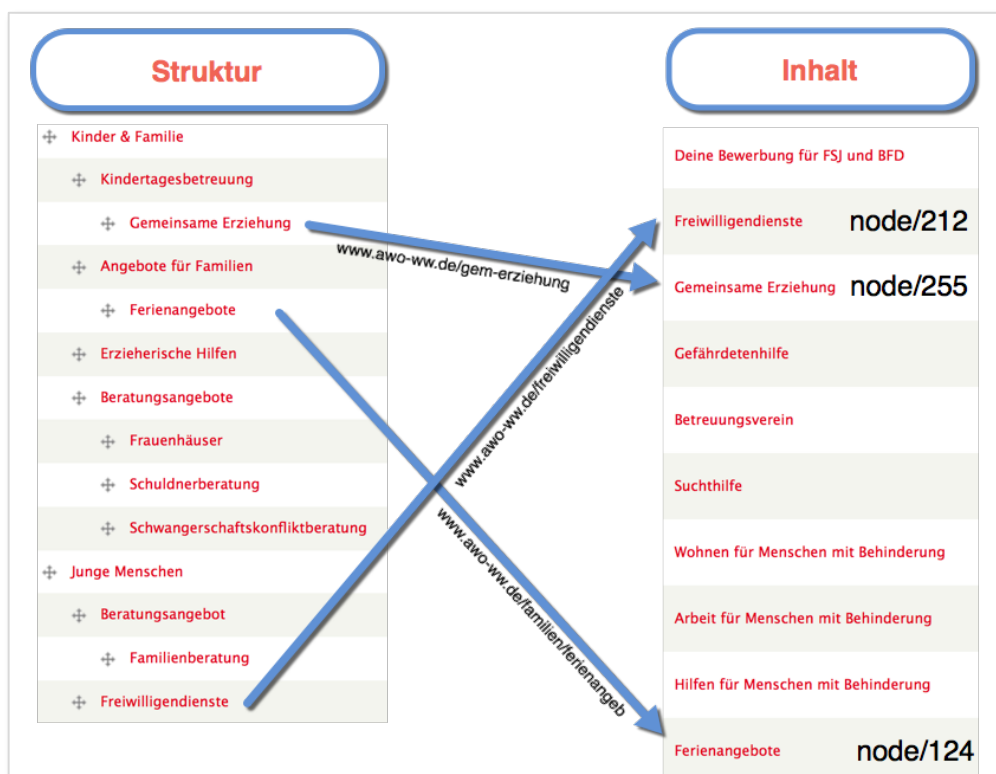 Struktur
Kinder & Familie
Kindertagesbetreuung
Gemeinsame Erziehung
Angebote für Familien
Ferienangebote
Erzieherische Hilfen
Beratungsangebote
Frauenhäuser
Schuldnerberatung
Schwangerschaftskonfliktberatung
Junge Menschen
Beratungsangebot
Familienberatung
Freiwilligendienste
www.awo-ww.de/gem-erziehung
www.awo-ww.de/freiwilligendienste
www.awo-ww.de/familien/ferienangeb
Inhalt
Deine Bewerbung für FSJ und BFD
Freiwilligendienste node/212
Gemeinsame Erziehung node/255
Gefährdetenhilfe
Betreuungsverein
Suchthilfe
Wohnen für Menschen mit Behinderung
Arbeit für Menschen mit Behinderung
Hilfen für Menschen mit Behinderung
Ferienangebote node/124